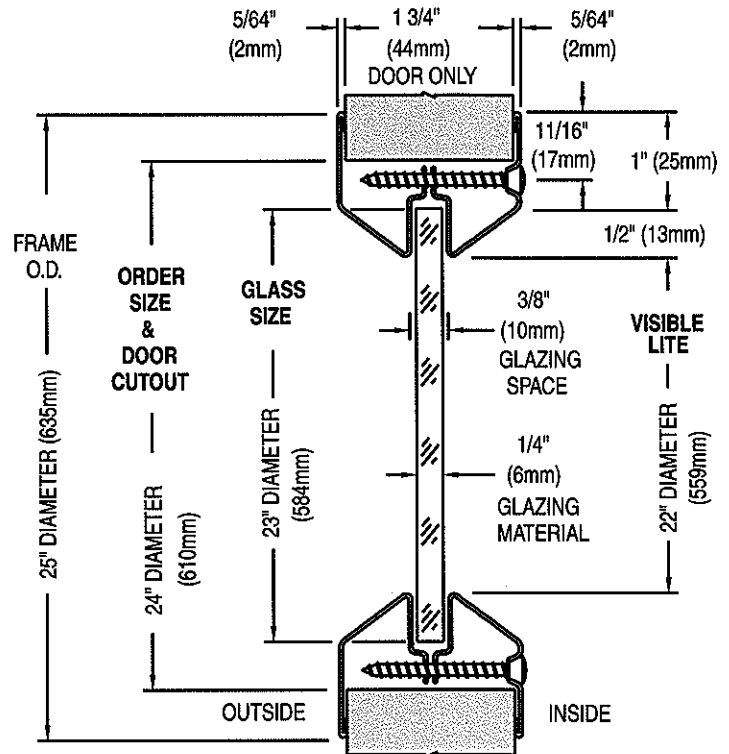 5/64"
(2mm)
1 3/4"
(44mm)
DOOR ONLY
5/64"
(2mm)
11/16"
(17mm)
1" (25mm)
1/2" (13mm)
FRAME
O.D.
ORDER
SIZE
&
DOOR
CUTOUT
GLASS
SIZE
3/8"
(10mm)
GLAZING
SPACE
VISIBLE
LITE
1/4"
(6mm)
GLAZING
MATERIAL
25" DIAMETER (635mm)
24" DIAMETER
(610mm)
23" DIAMETER
(584mm)
22" DIAMETER
(559mm)
OUTSIDE
INSIDE